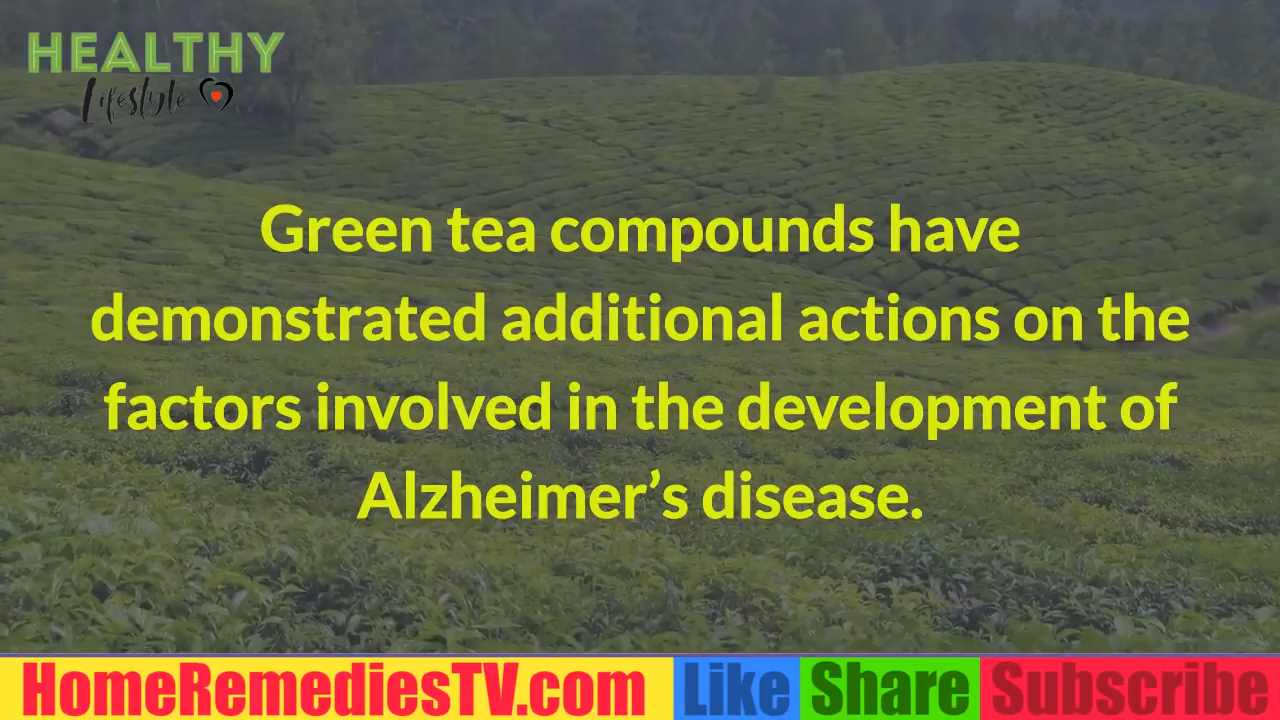 HEALTHY
Lifestyle
Green tea compounds have
demonstrated additional actions on the
factors involved in the development of
Alzheimer’s disease.
HomeRemediesTV.com Like Share Subscribe